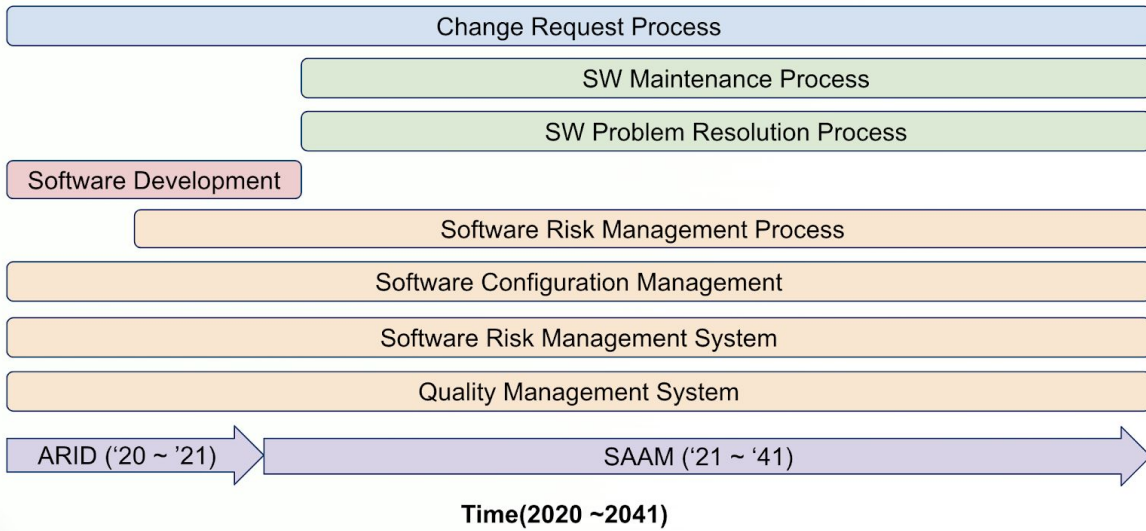 Change Request Process
SW Maintenance Process
SW Problem Resolution Process
Software Development
Software Risk Management Process
Software Configuration Management
Software Risk Management System
Quality Management System
ARID (‘20 ~ ’21)
SAAM (‘21 ~ ‘41)
Time(2020 ~2041)